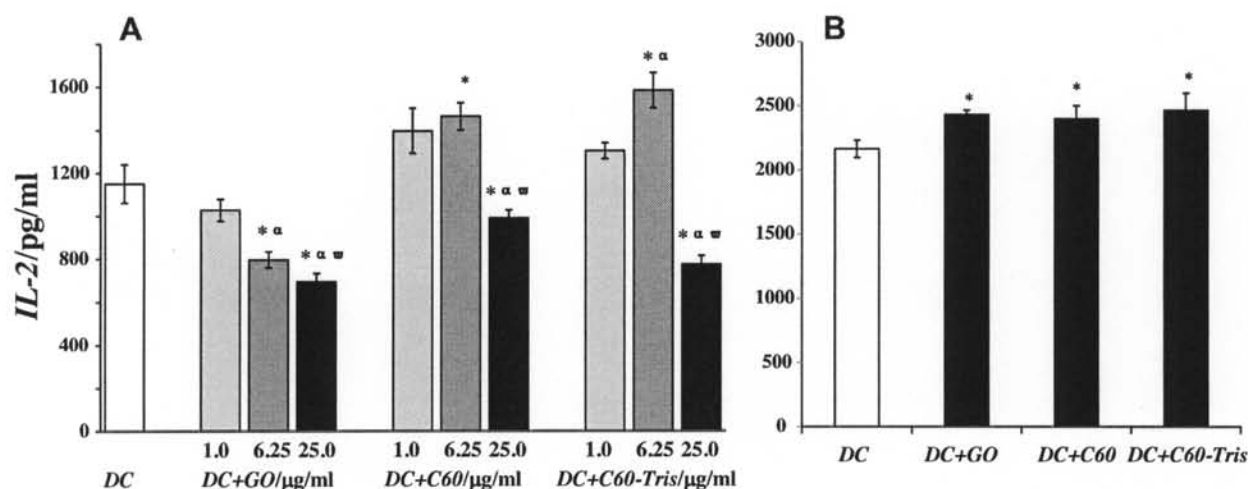 A
B
IL-2/pg/ml
1600
1200
800
400
0
* α
* α ϖ
*
* α ϖ
* α
* α ϖ
1.0 6.25 25.0
1.0 6.25 25.0
1.0 6.25 25.0
DC
DC+GO/μg/ml
DC+C60/μg/ml
DC+C60-Tris/μg/ml
3000
2500
2000
1500
1000
500
0
*
*
*
DC
DC+GO
DC+C60
DC+C60-Tris